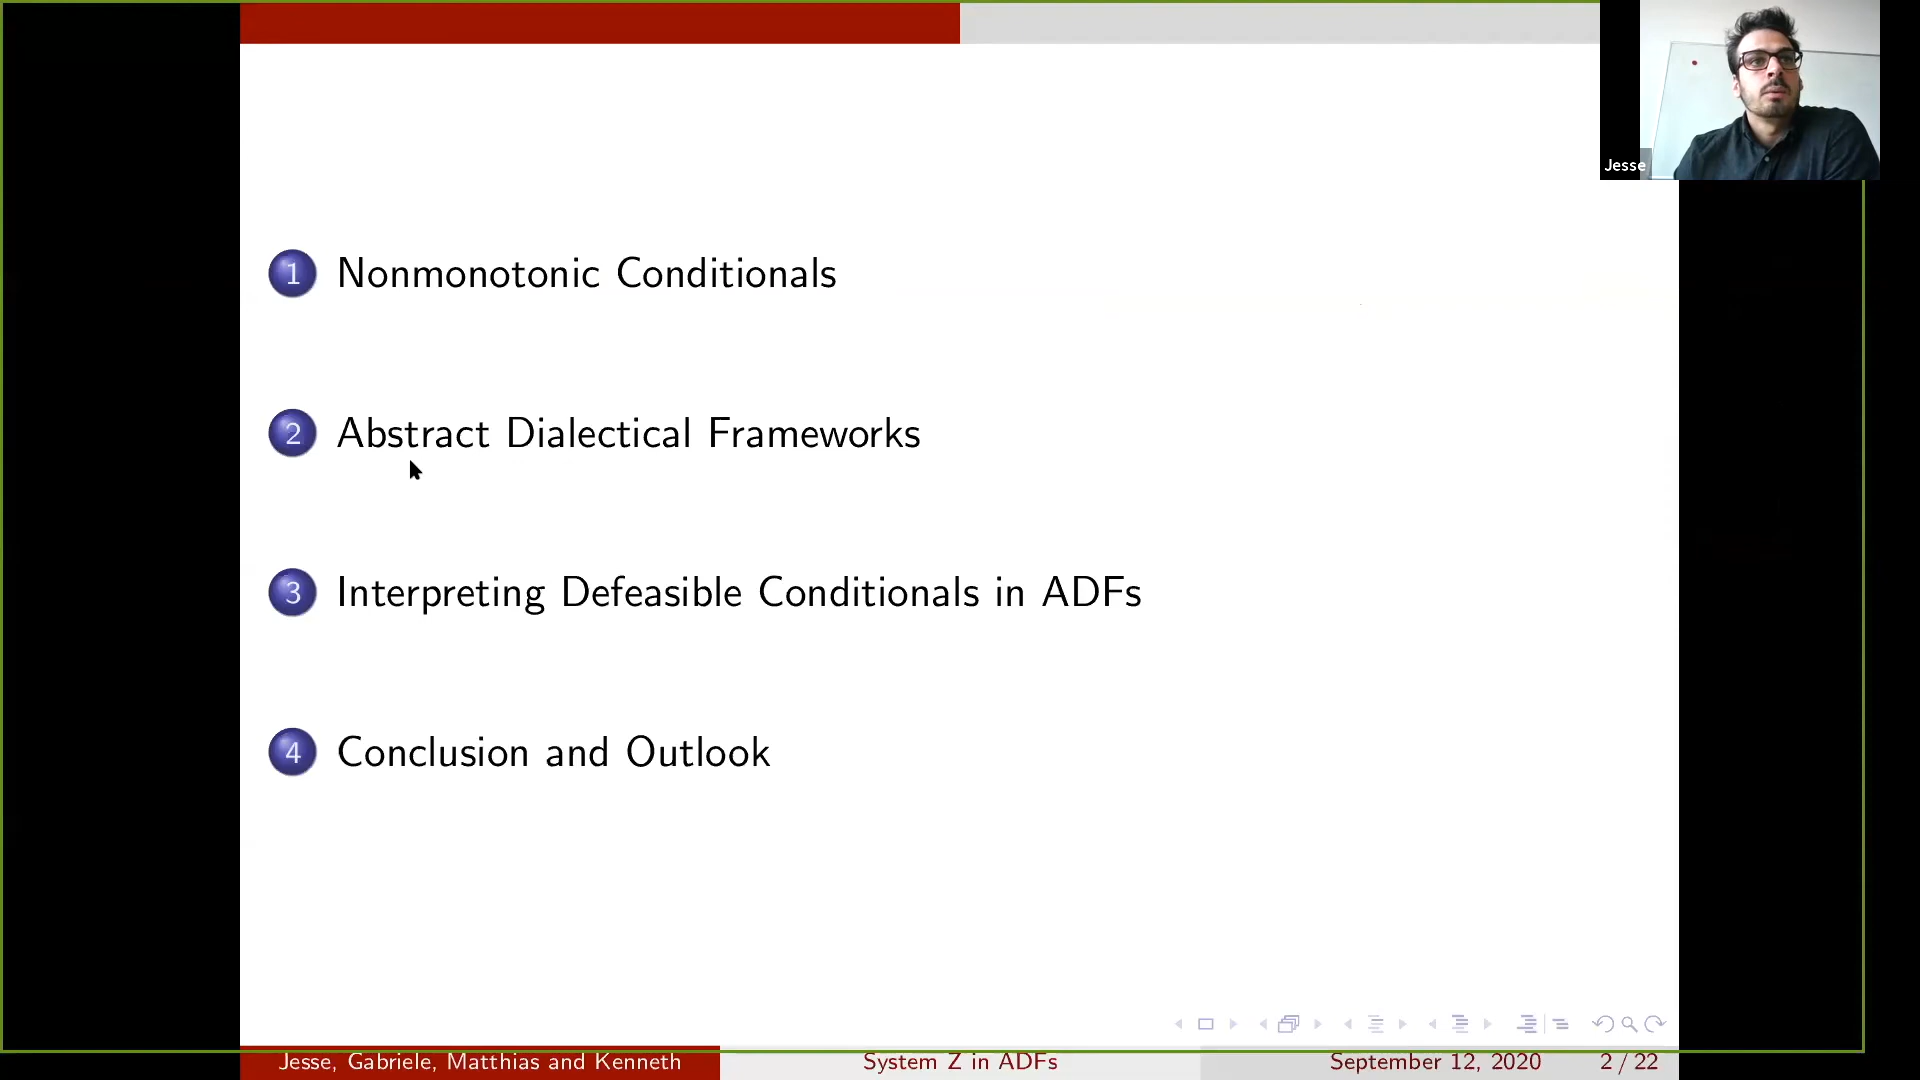 Jesse
1 Nonmonotonic Conditionals
2 Abstract Dialectical Frameworks
3 Interpreting Defeasible Conditionals in ADFs
4 Conclusion and Outlook
Jesse, Gabriele, Matthias and Kenneth System Z in ADFs September 12, 2020 2 / 22